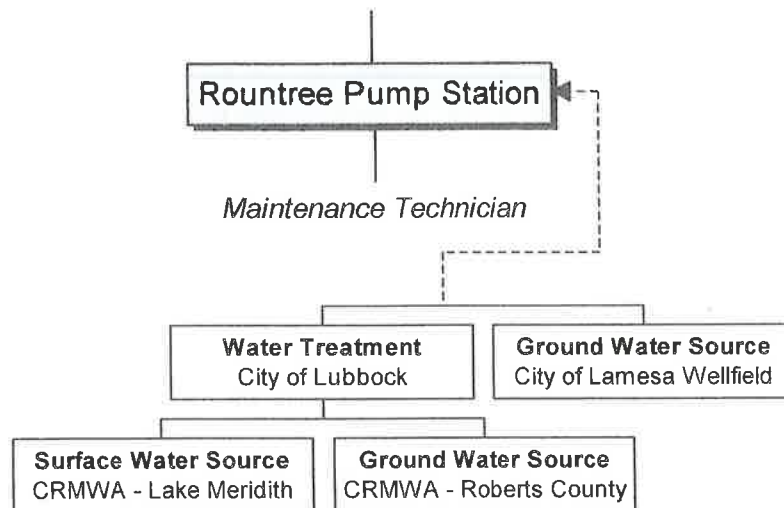 Rountree Pump Station
Maintenance Technician
Water Treatment
City of Lubbock
Ground Water Source
City of Lamesa Wellfield
Surface Water Source
CRMWA - Lake Meridith
Ground Water Source
CRMWA - Roberts County